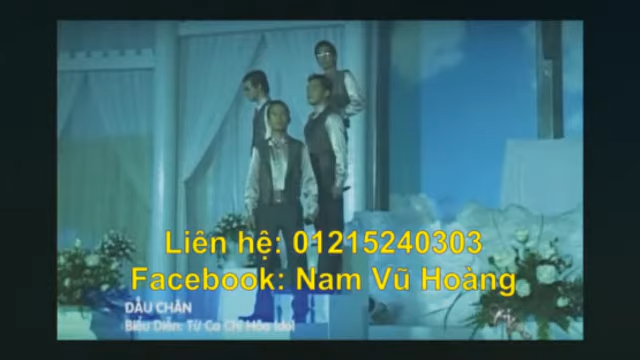 Liên hệ: 01215240303
Facebook: Nam Vũ Hoàng
DẤU CHÂN
Biểu Diễn: Tứ Ca Chí Hòa Idol